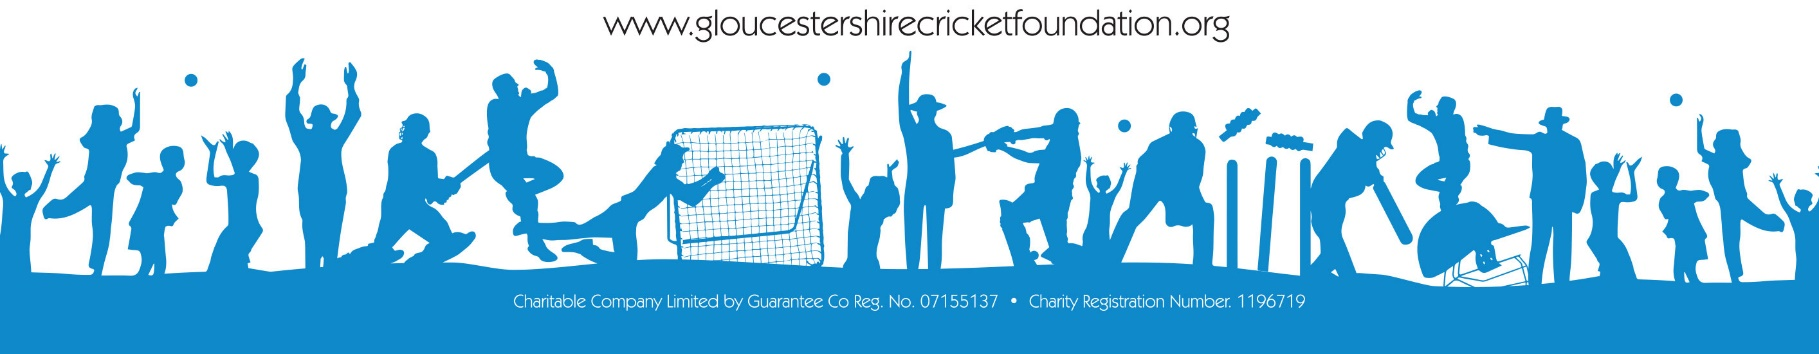 www.gloucestershirecricketfoundation.org
Charitable Company Limited by Guarantee Co Reg. No. 07155137 • Charity Registration Number. 1196719